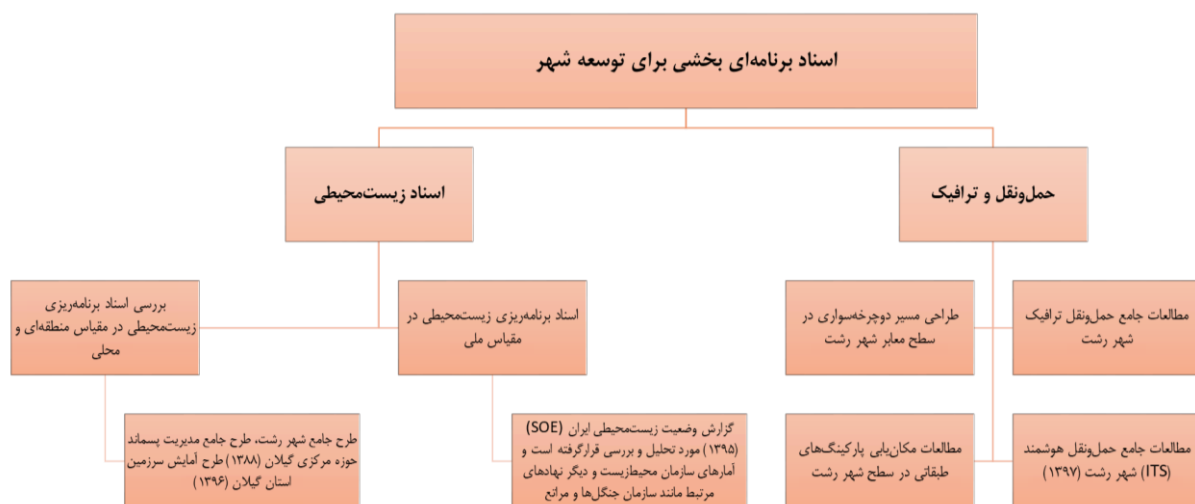 اسناد برنامه‌ای بخشی برای توسعه شهر
حمل‌ونقل و ترافیک
اسناد زیست‌محیطی
مطالعات جامع حمل‌ونقل ترافیک
شهر رشت
طراحی مسیر دوچرخه‌سواری در
سطح معابر شهر رشت
اسناد برنامه‌ریزی زیست‌محیطی در
مقیاس ملی
بررسی اسناد برنامه‌ریزی
زیست‌محیطی در مقیاس منطقه‌ای و
محلی
مطالعات جامع حمل‌ونقل هوشمند
(ITS) شهر رشت (۱۳۹۷)
مطالعات مکان‌یابی پارکینگ‌های
طبقاتی در سطح شهر رشت
گزارش وضعیت زیست‌محیطی ایران (SOE)
(۱۳۹۵) مورد تحلیل و بررسی قرارگرفته است و
آمارهای سازمان محیط‌زیست و دیگر نهادهای
مرتبط مانند سازمان جنگل‌ها و مراتع
طرح جامع شهر رشت، طرح جامع مدیریت پسماند
حوزه مرکزی گیلان (۱۳۸۸) طرح آمایش سرزمین
استان گیلان (۱۳۹۶)